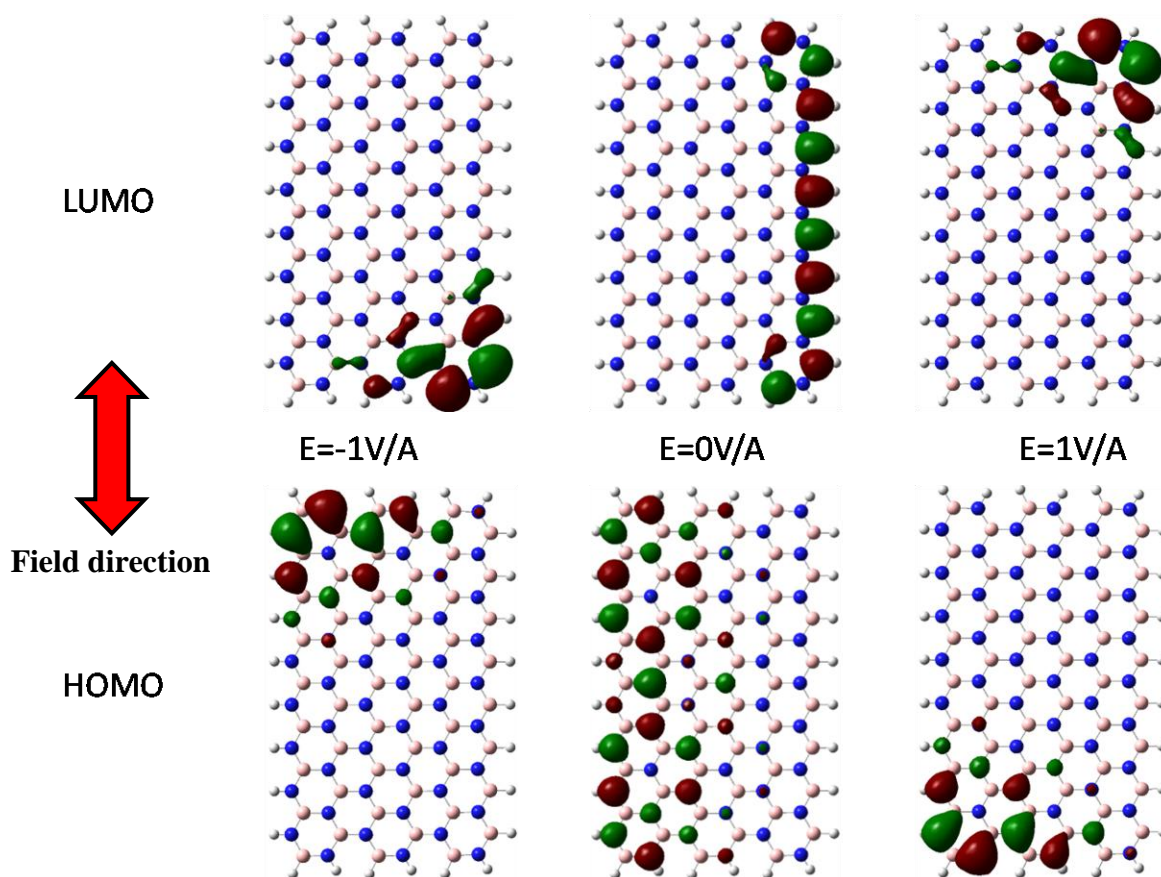 LUMO
E=-1V/A
E=0V/A
E=1V/A
Field direction
HOMO